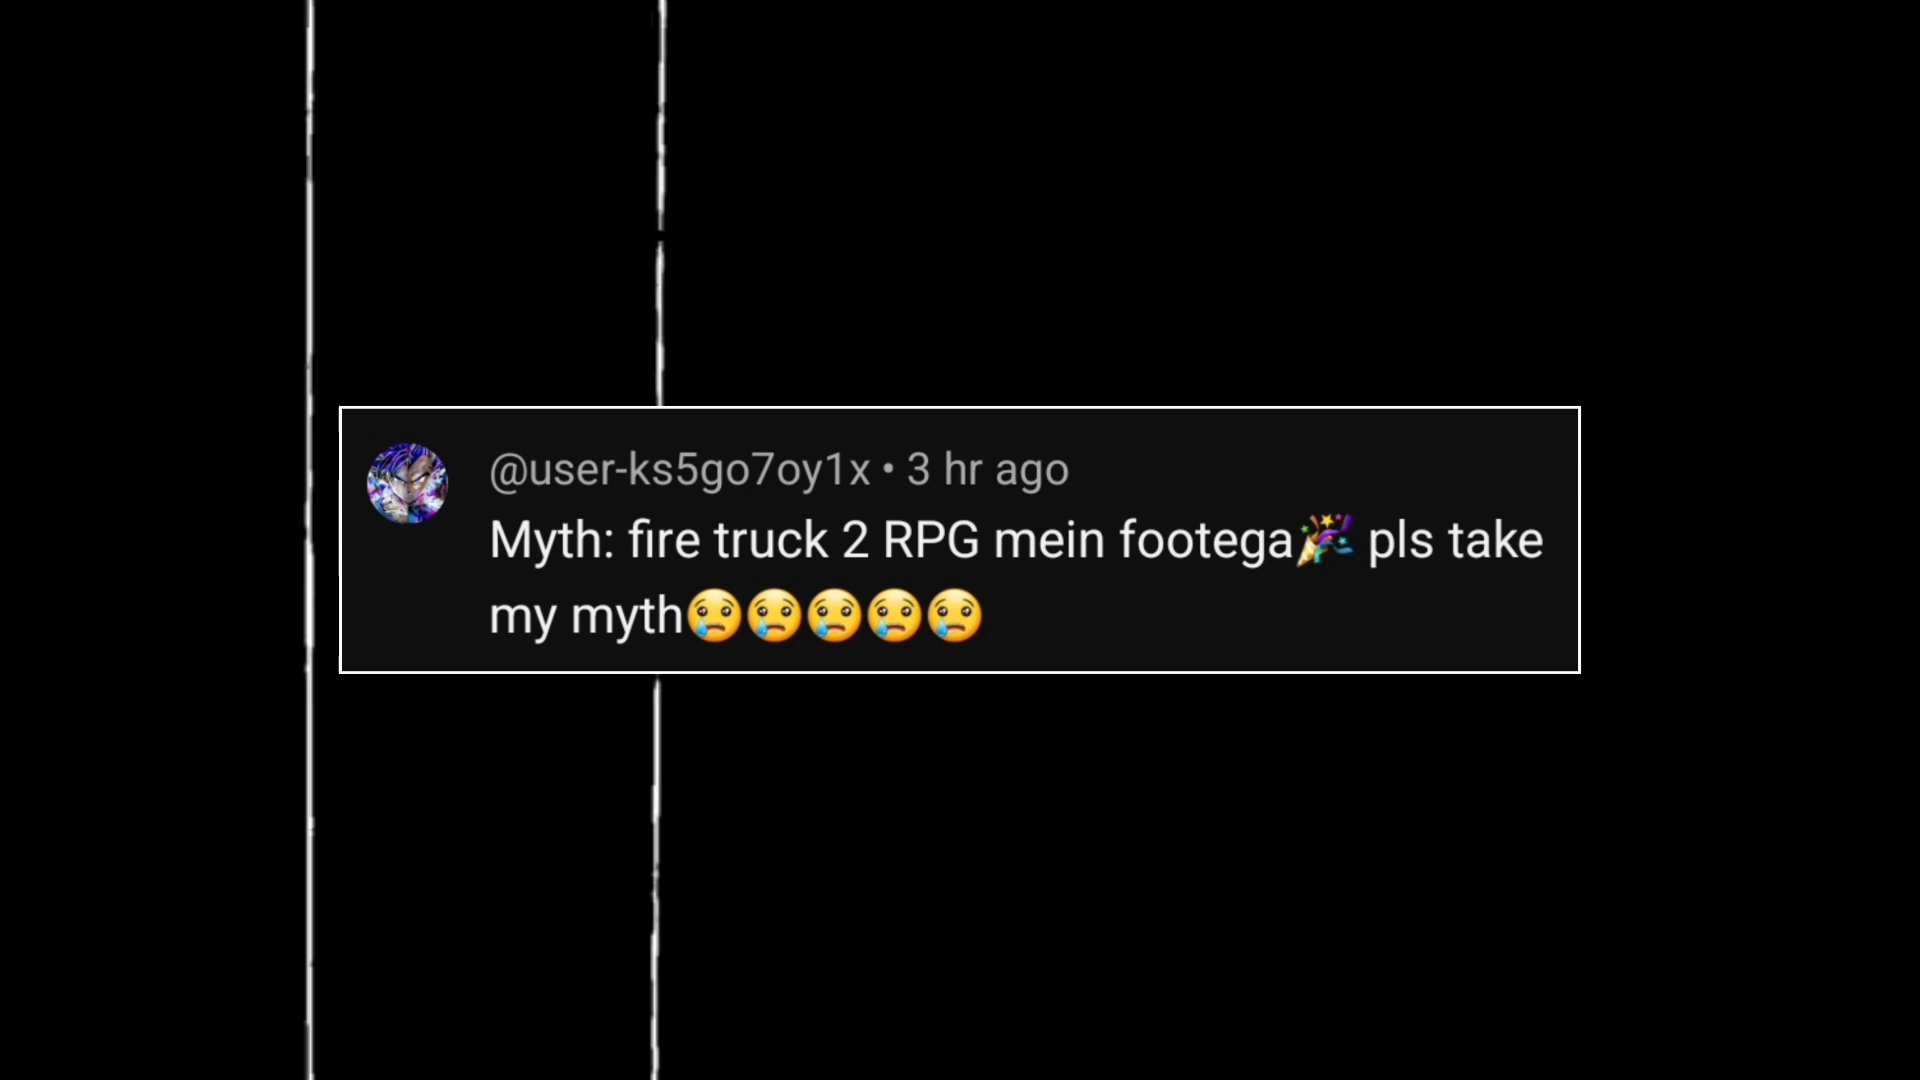 @user-ks5go7oy1x • 3 hr ago
Myth: fire truck 2 RPG mein footega🎉 pls take
my myth😢😢😢😢😢